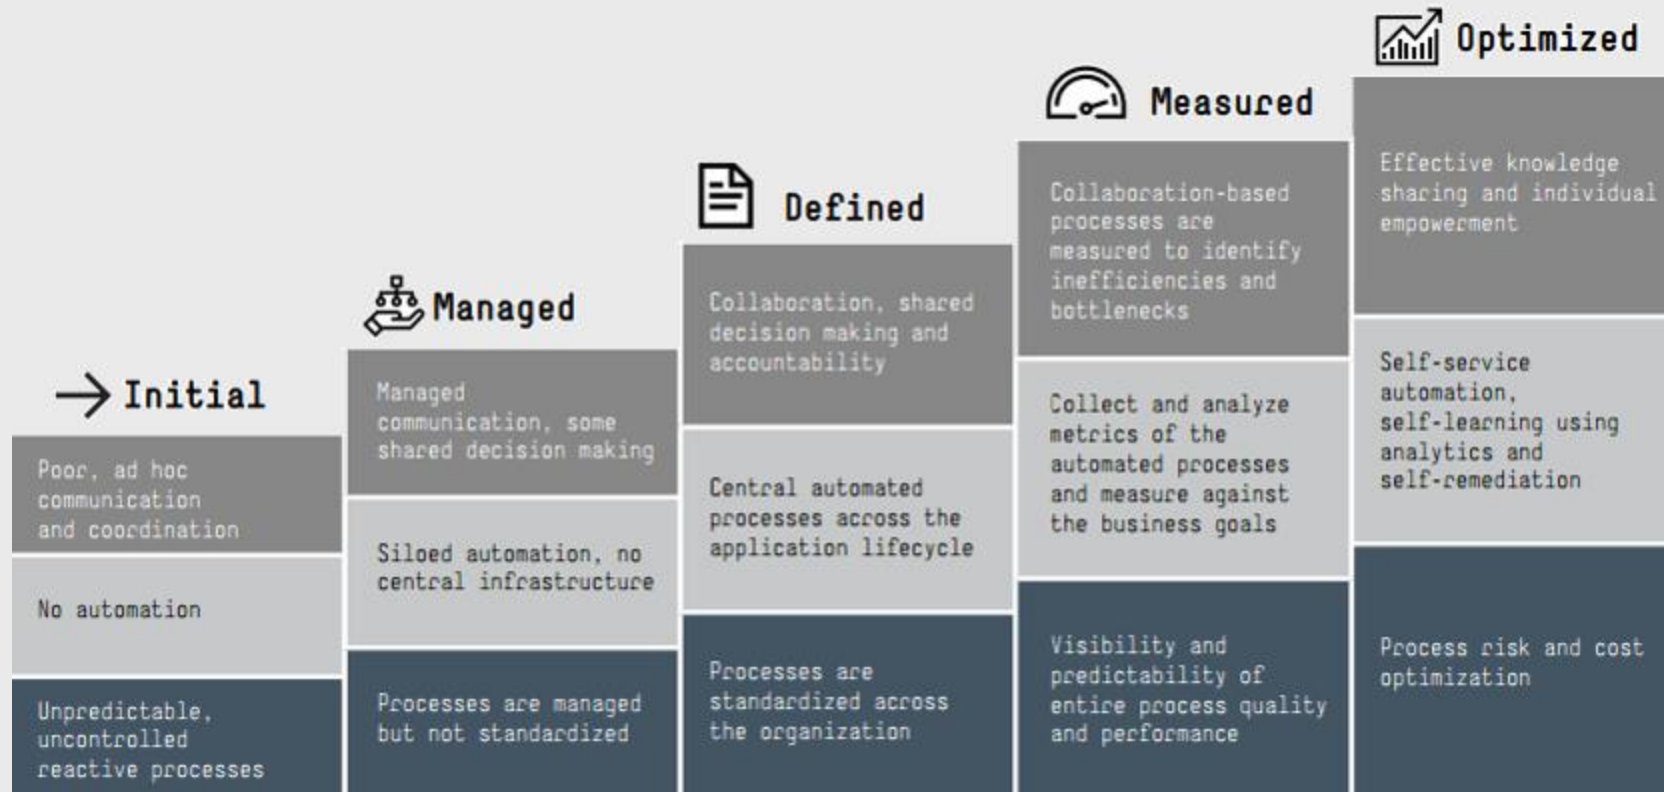 Initial
Poor, ad hoc
communication
and coordination
No automation
Unpredictable,
uncontrolled
reactive processes
Managed
Managed
communication, some
shared decision making
Siloed automation, no
central infrastructure
Processes are managed
but not standardized
Defined
Collaboration, shared
decision making and
accountability
Central automated
processes across the
application lifecycle
Processes are
standardized across
the organization
Measured
Collaboration-based
processes are
measured to identify
inefficiencies and
bottlenecks
Collect and analyze
metrics of the
automated processes
and measure against
the business goals
Visibility and
predictability of
entire process quality
and performance
Optimized
Effective knowledge
sharing and individual
empowerment
Self-service
automation,
self-learning using
analytics and
self-remediation
Process risk and cost
optimization